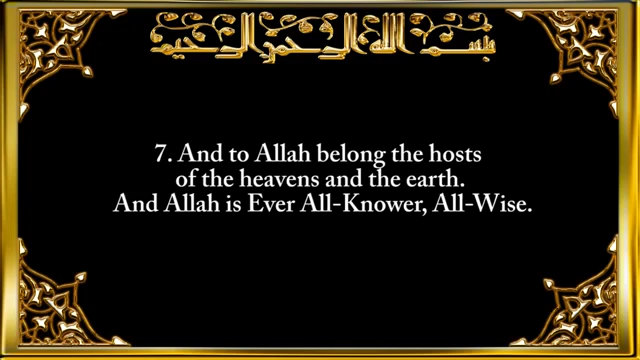 بسم الله الرحمن الرحيم
7. And to Allah belong the hosts
of the heavens and the earth.
And Allah is Ever All-Knower, All-Wise.